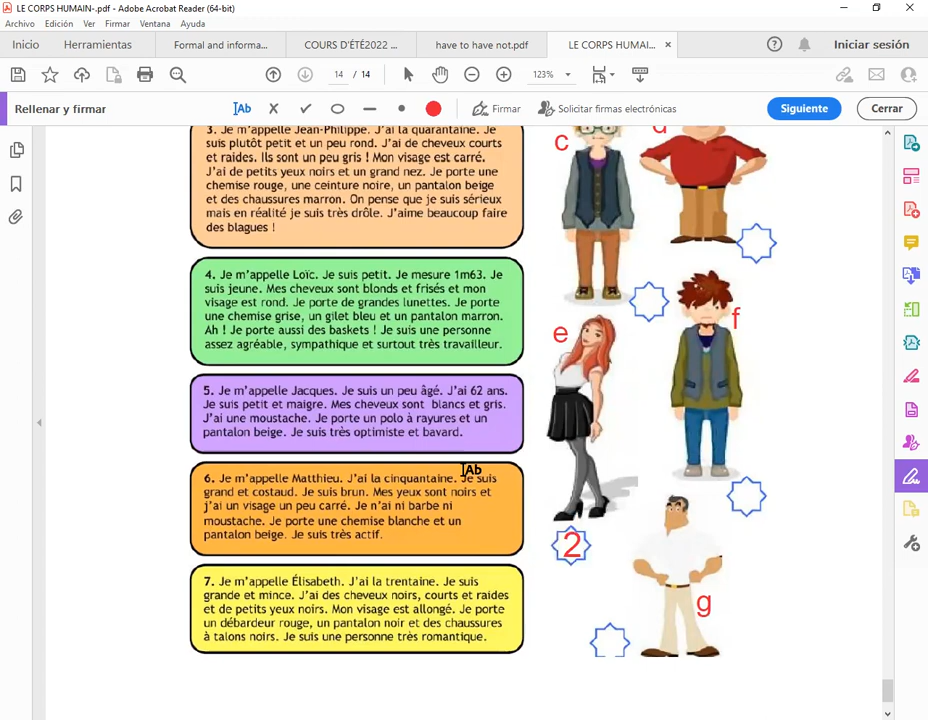 LE CORPS HUMAIN-.pdf - Adobe Acrobat Reader (64-bit)
Archivo Edición Ver Firmar Ventana Ayuda
Inicio Herramientas Formal and informa... COURS D'ÉTÉ2022 ... have to have not.pdf LE CORPS HUMAI... × Iniciar sesión
14 / 14 123%
Rellenar y firmar Ab Firmar Solicitar firmas electrónicas Siguiente Cerrar
3. Je m'appelle Jean-Philippe. J'ai la quarantaine. Je
suis plutôt petit et un peu rond. J'ai de cheveux courts
et raides. Ils sont un peu gris ! Mon visage est carré.
J'ai de petits yeux noirs et un grand nez. Je porte une
chemise rouge, une ceinture noire, un pantalon beige
et des chaussures marron. On pense que je suis sérieux
mais en réalité je suis très drôle. J'aime beaucoup faire
des blagues !
c
d
4. Je m'appelle Loïc. Je suis petit. Je mesure 1m63. Je
suis jeune. Mes cheveux sont blonds et frisés et mon
visage est rond. Je porte de grandes lunettes. Je porte
une chemise grise, un gilet bleu et un pantalon marron.
Ah ! Je porte aussi des baskets ! Je suis une personne
assez agréable, sympathique et surtout très travailleur.
e
f
5. Je m'appelle Jacques. Je suis un peu âgé. J'ai 62 ans.
Je suis petit et maigre. Mes cheveux sont blancs et gris.
J'ai une moustache. Je porte un polo à rayures et un
pantalon beige. Je suis très optimiste et bavard.
Ab
6. Je m'appelle Matthieu. J'ai la cinquantaine. Je suis
grand et costaud. Je suis brun. Mes yeux sont noirs et
j'ai un visage un peu carré. Je n'ai ni barbe ni
moustache. Je porte une chemise blanche et un
pantalon beige. Je suis très actif.
2
7. Je m'appelle Élisabeth. J'ai la trentaine. Je suis
grande et mince. J'ai des cheveux noirs, courts et raides
et de petits yeux noirs. Mon visage est allongé. Je porte
un débardeur rouge, un pantalon noir et des chaussures
à talons noirs. Je suis une personne très romantique.
g